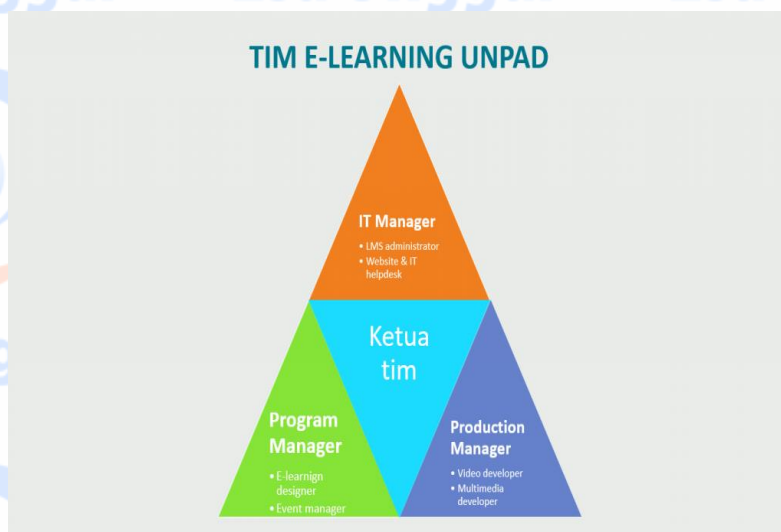 TIM E-LEARNING UNPAD
IT Manager
• LMS administrator
• Website & IT
helpdesk
Ketua
tim
Program
Manager
• E-learnign
designer
• Event manager
Production
Manager
• Video developer
• Multimedia
developer